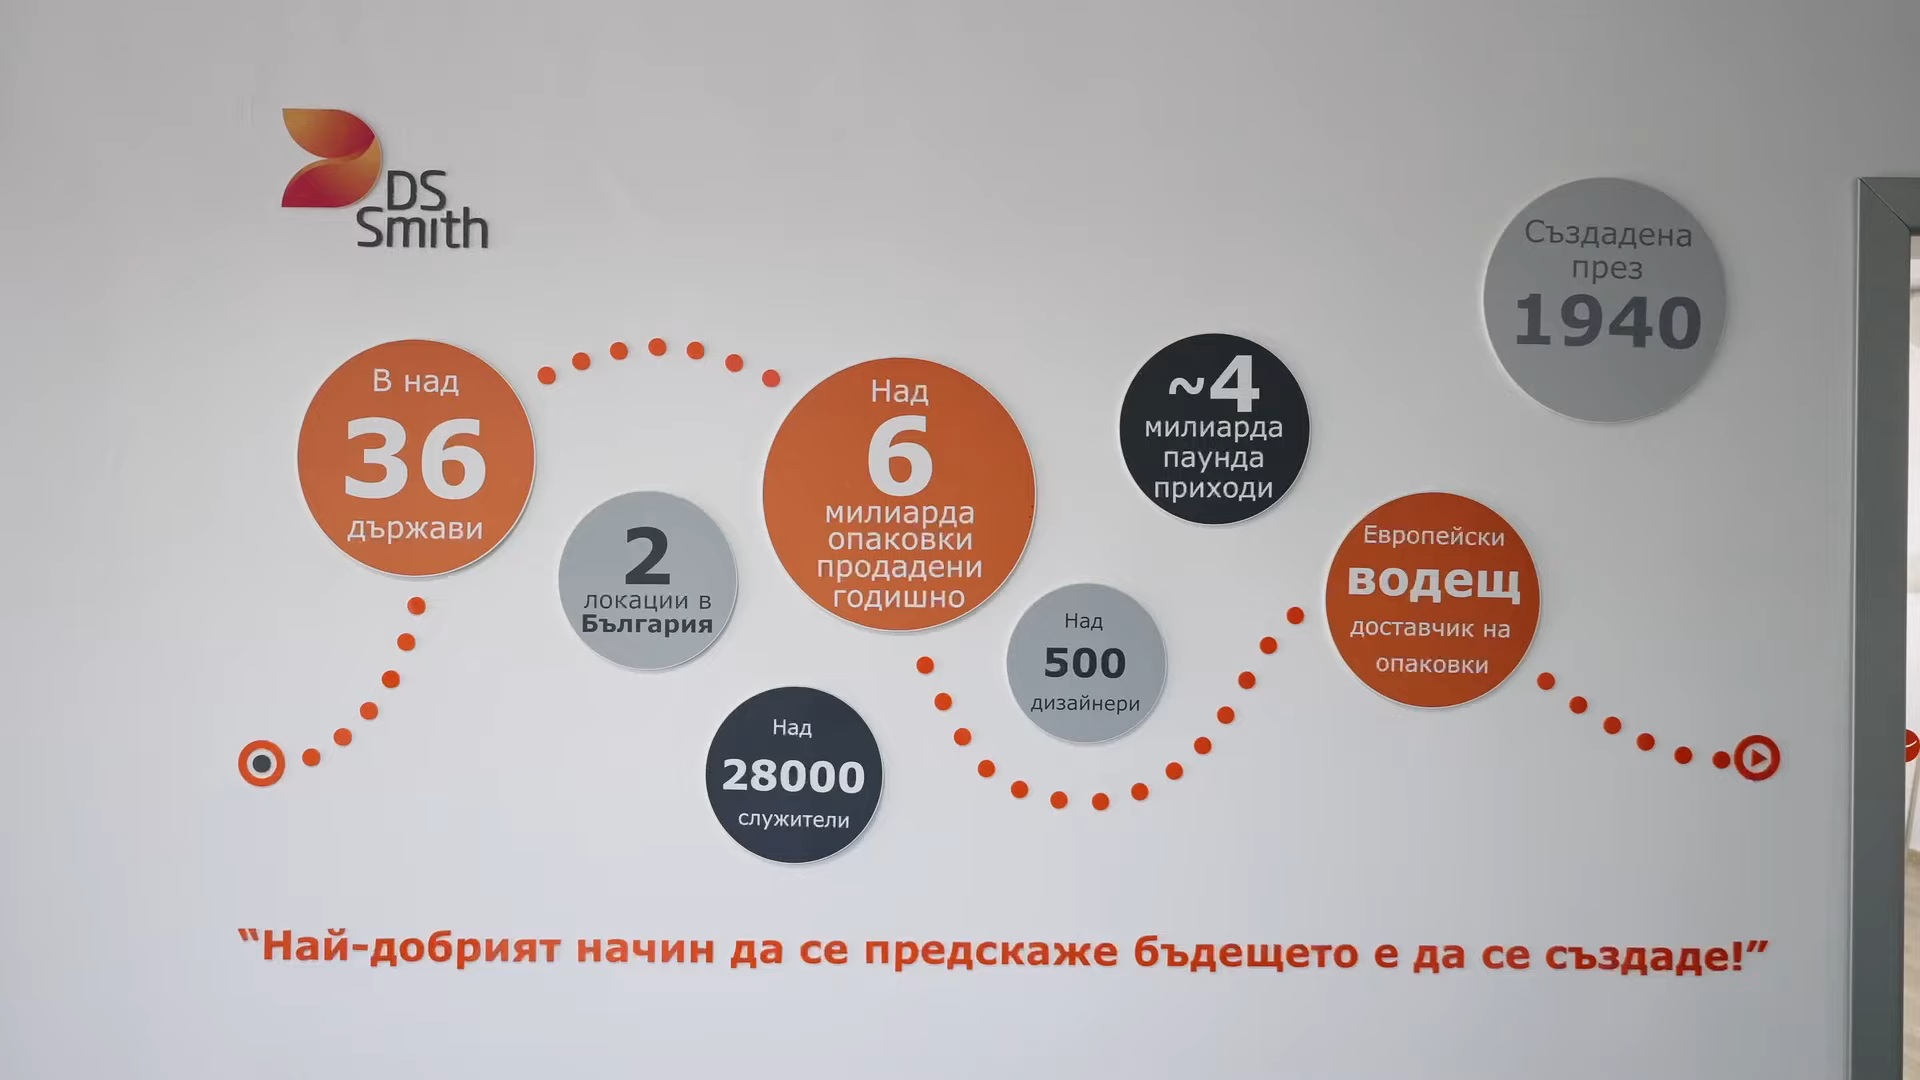 DS
Smith
Създадена
през
1940
В над
36
държави
2
локации в
България
Над
6
милиарда
опаковки
продадени
годишно
Над
28000
служители
~4
милиарда
паунда
приходи
Над
500
дизайнери
Европейски
водещ
доставчик на
опаковки
“Най-добрият начин да се предскаже бъдещето е да се създаде!”